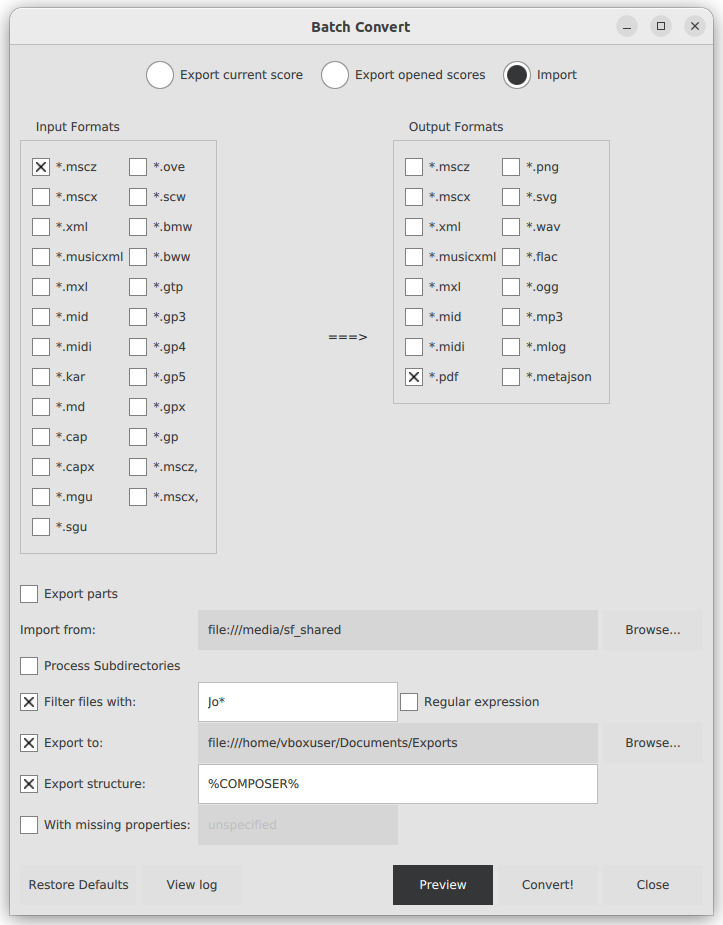 Batch Convert
Export current score Export opened scores Import
Input Formats Output Formats
*.mscz *.ove *.mscz *.png
*.mscx *.scw *.mscx *.svg
*.xml *.bmw *.xml *.wav
*.musicxml *.bww *.musicxml *.flac
*.mxl *.gtp *.mxl *.ogg
*.mid *.gp3 *.mid *.mp3
===>
*.midi *.gp4 *.midi *.mlog
*.kar *.gp5 *.pdf *.metajson
*.md *.gpx
*.cap *.gp
*.capx *.mscz,
*.mgu *.mscx,
*.sgu
Export parts
Import from: file:///media/sf_shared Browse...
Process Subdirectories
Filter files with: Jo* Regular expression
Export to: file:///home/vboxuser/Documents/Exports Browse...
Export structure: %COMPOSER%
With missing properties: unspecified
Restore Defaults View log Preview Convert! Close